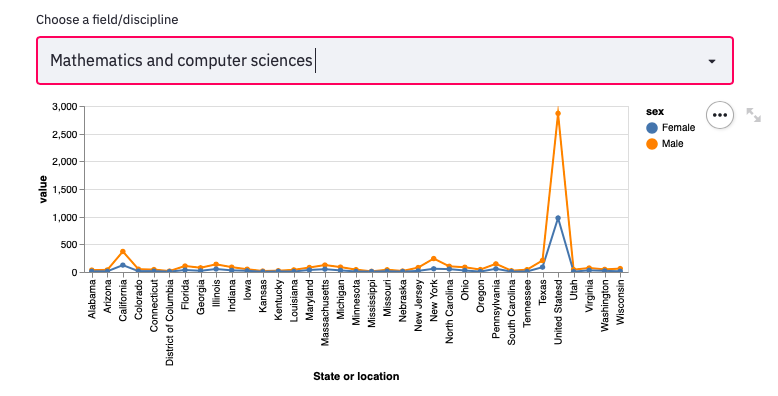 Choose a field/discipline
Mathematics and computer sciences
3,000
2,500
2,000
1,500
1,000
500
0
value
sex
Female
Male
Alabama
Arizona
California
Colorado
Connecticut
District of Columbia
Florida
Georgia
Illinois
Indiana
Iowa
Kansas
Kentucky
Louisiana
Maryland
Massachusetts
Michigan
Minnesota
Mississippi
Missouri
Nebraska
New Jersey
New York
North Carolina
Ohio
Oregon
Pennsylvania
South Carolina
Tennessee
Texas
United Statesd
Utah
Virginia
Washington
Wisconsin
State or location